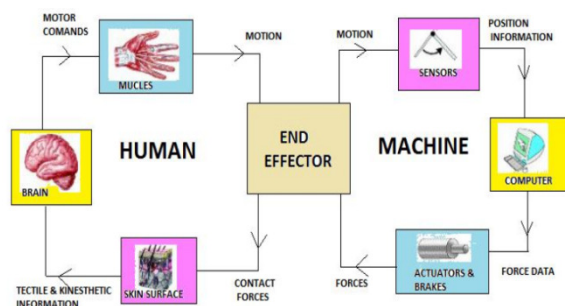 MOTOR
COMANDS
MUCLES
MOTION
MOTION
POSITION
INFORMATION
SENSORS
BRAIN
HUMAN
END
EFFECTOR
MACHINE
COMPUTER
TECTILE & KINESTHETIC
INFORMATION
SKIN SURFACE
CONTACT
FORCES
FORCES
ACTUATORS &
BRAKES
FORCE DATA